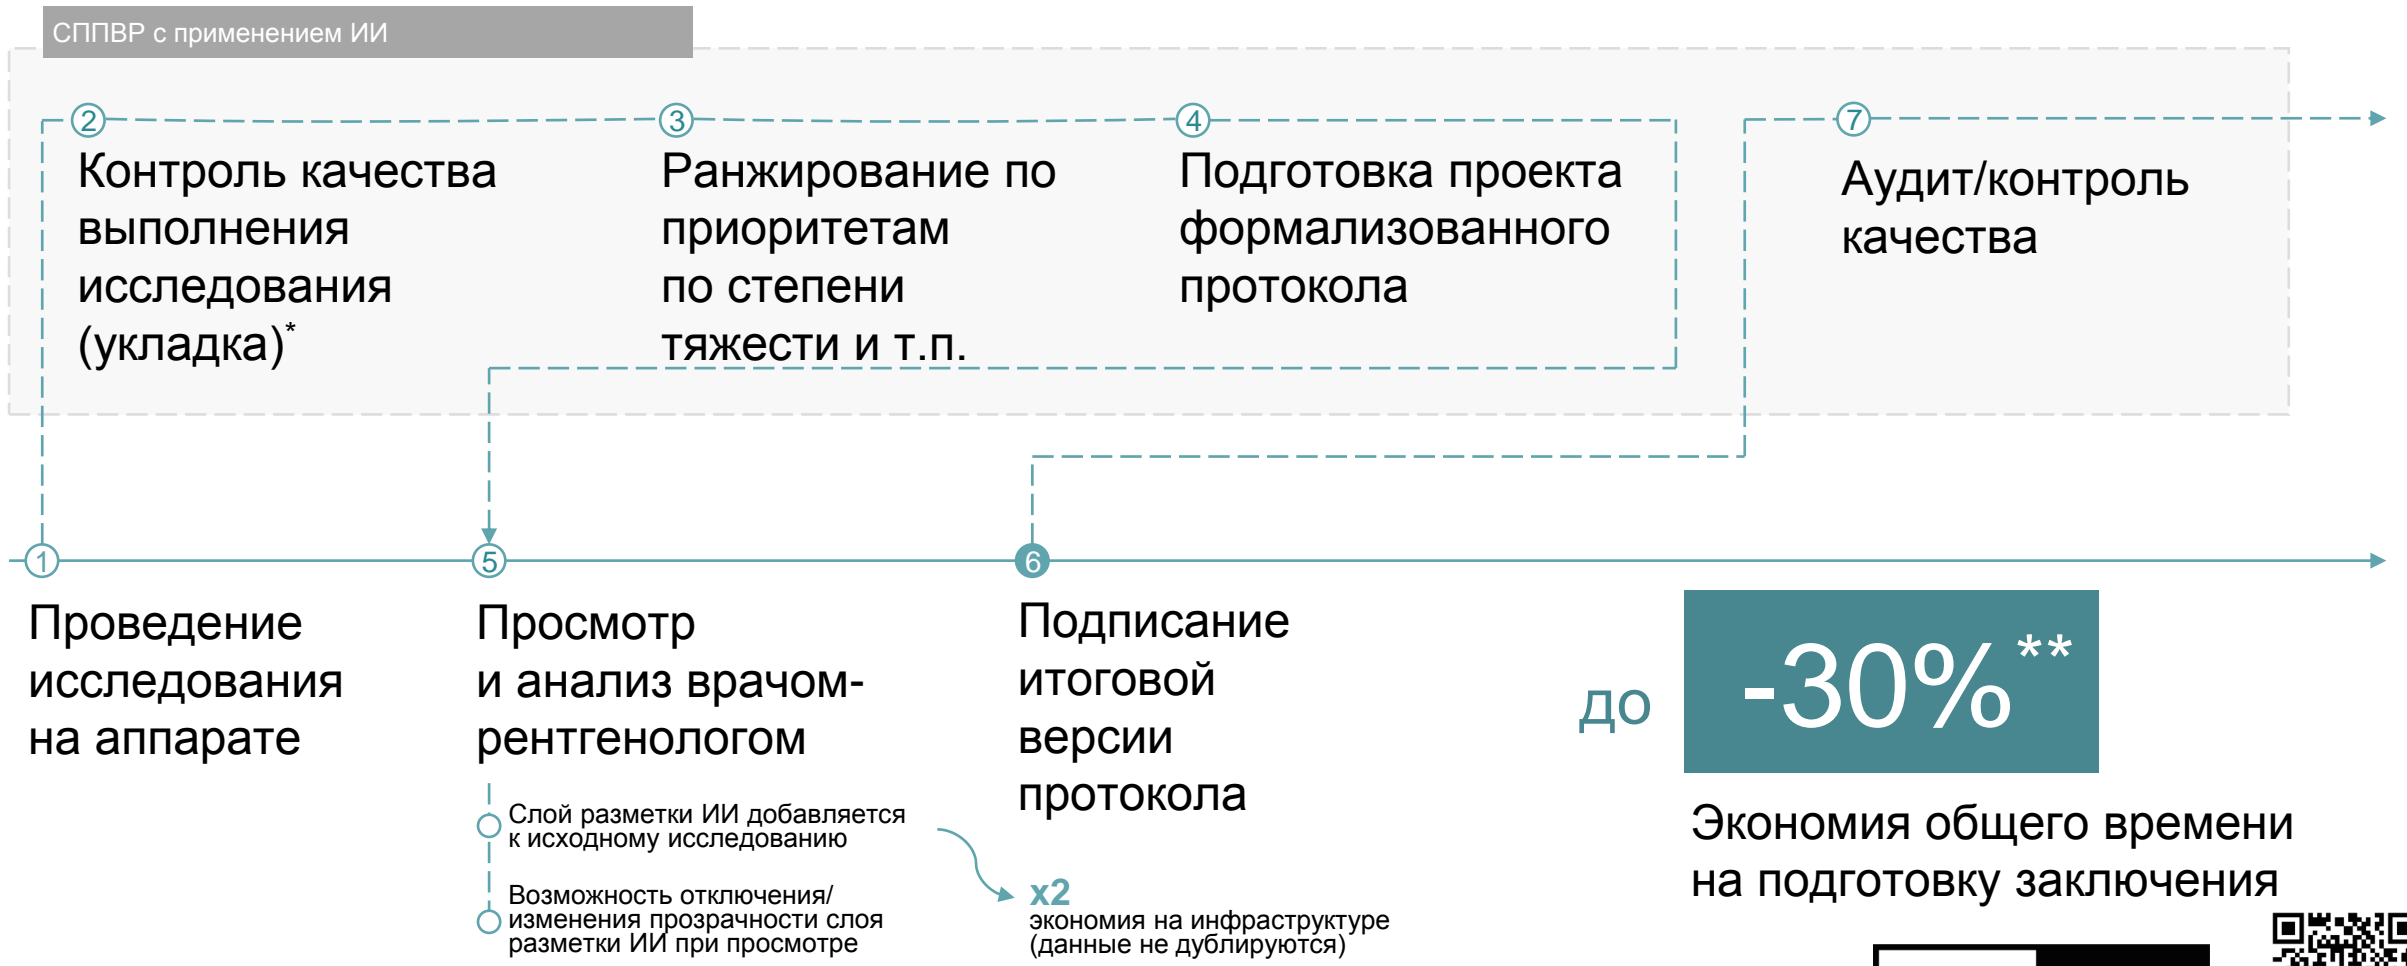 СППВР с применением ИИ
2
Контроль качества
выполнения
исследования
(укладка)*
3
Ранжирование по
приоритетам
по степени
тяжести и т.п.
4
Подготовка проекта
формализованного
протокола
7
Аудит/контроль
качества
1
Проведение
исследования
на аппарате
5
Просмотр
и анализ врачом-
рентгенологом
Слой разметки ИИ добавляется
к исходному исследованию
Возможность отключения/
изменения прозрачности слоя
разметки ИИ при просмотре
6
Подписание
итоговой
версии
протокола
x2
экономия на инфраструктуре
(данные не дублируются)
до
-30%**
Экономия общего времени
на подготовку заключения